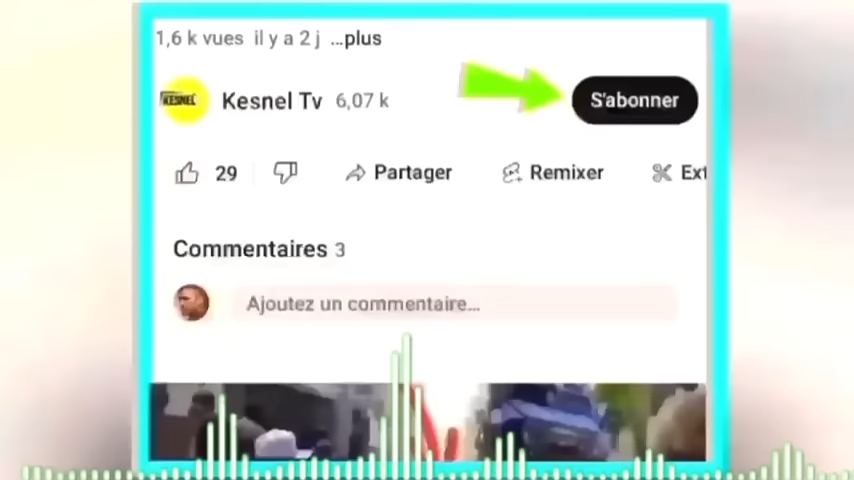 1,6 k vues il y a 2 j ...plus
KESNEL
Kesnel Tv 6,07 k
S'abonner
29
Partager
Remixer
Ext
Commentaires 3
Ajoutez un commentaire...